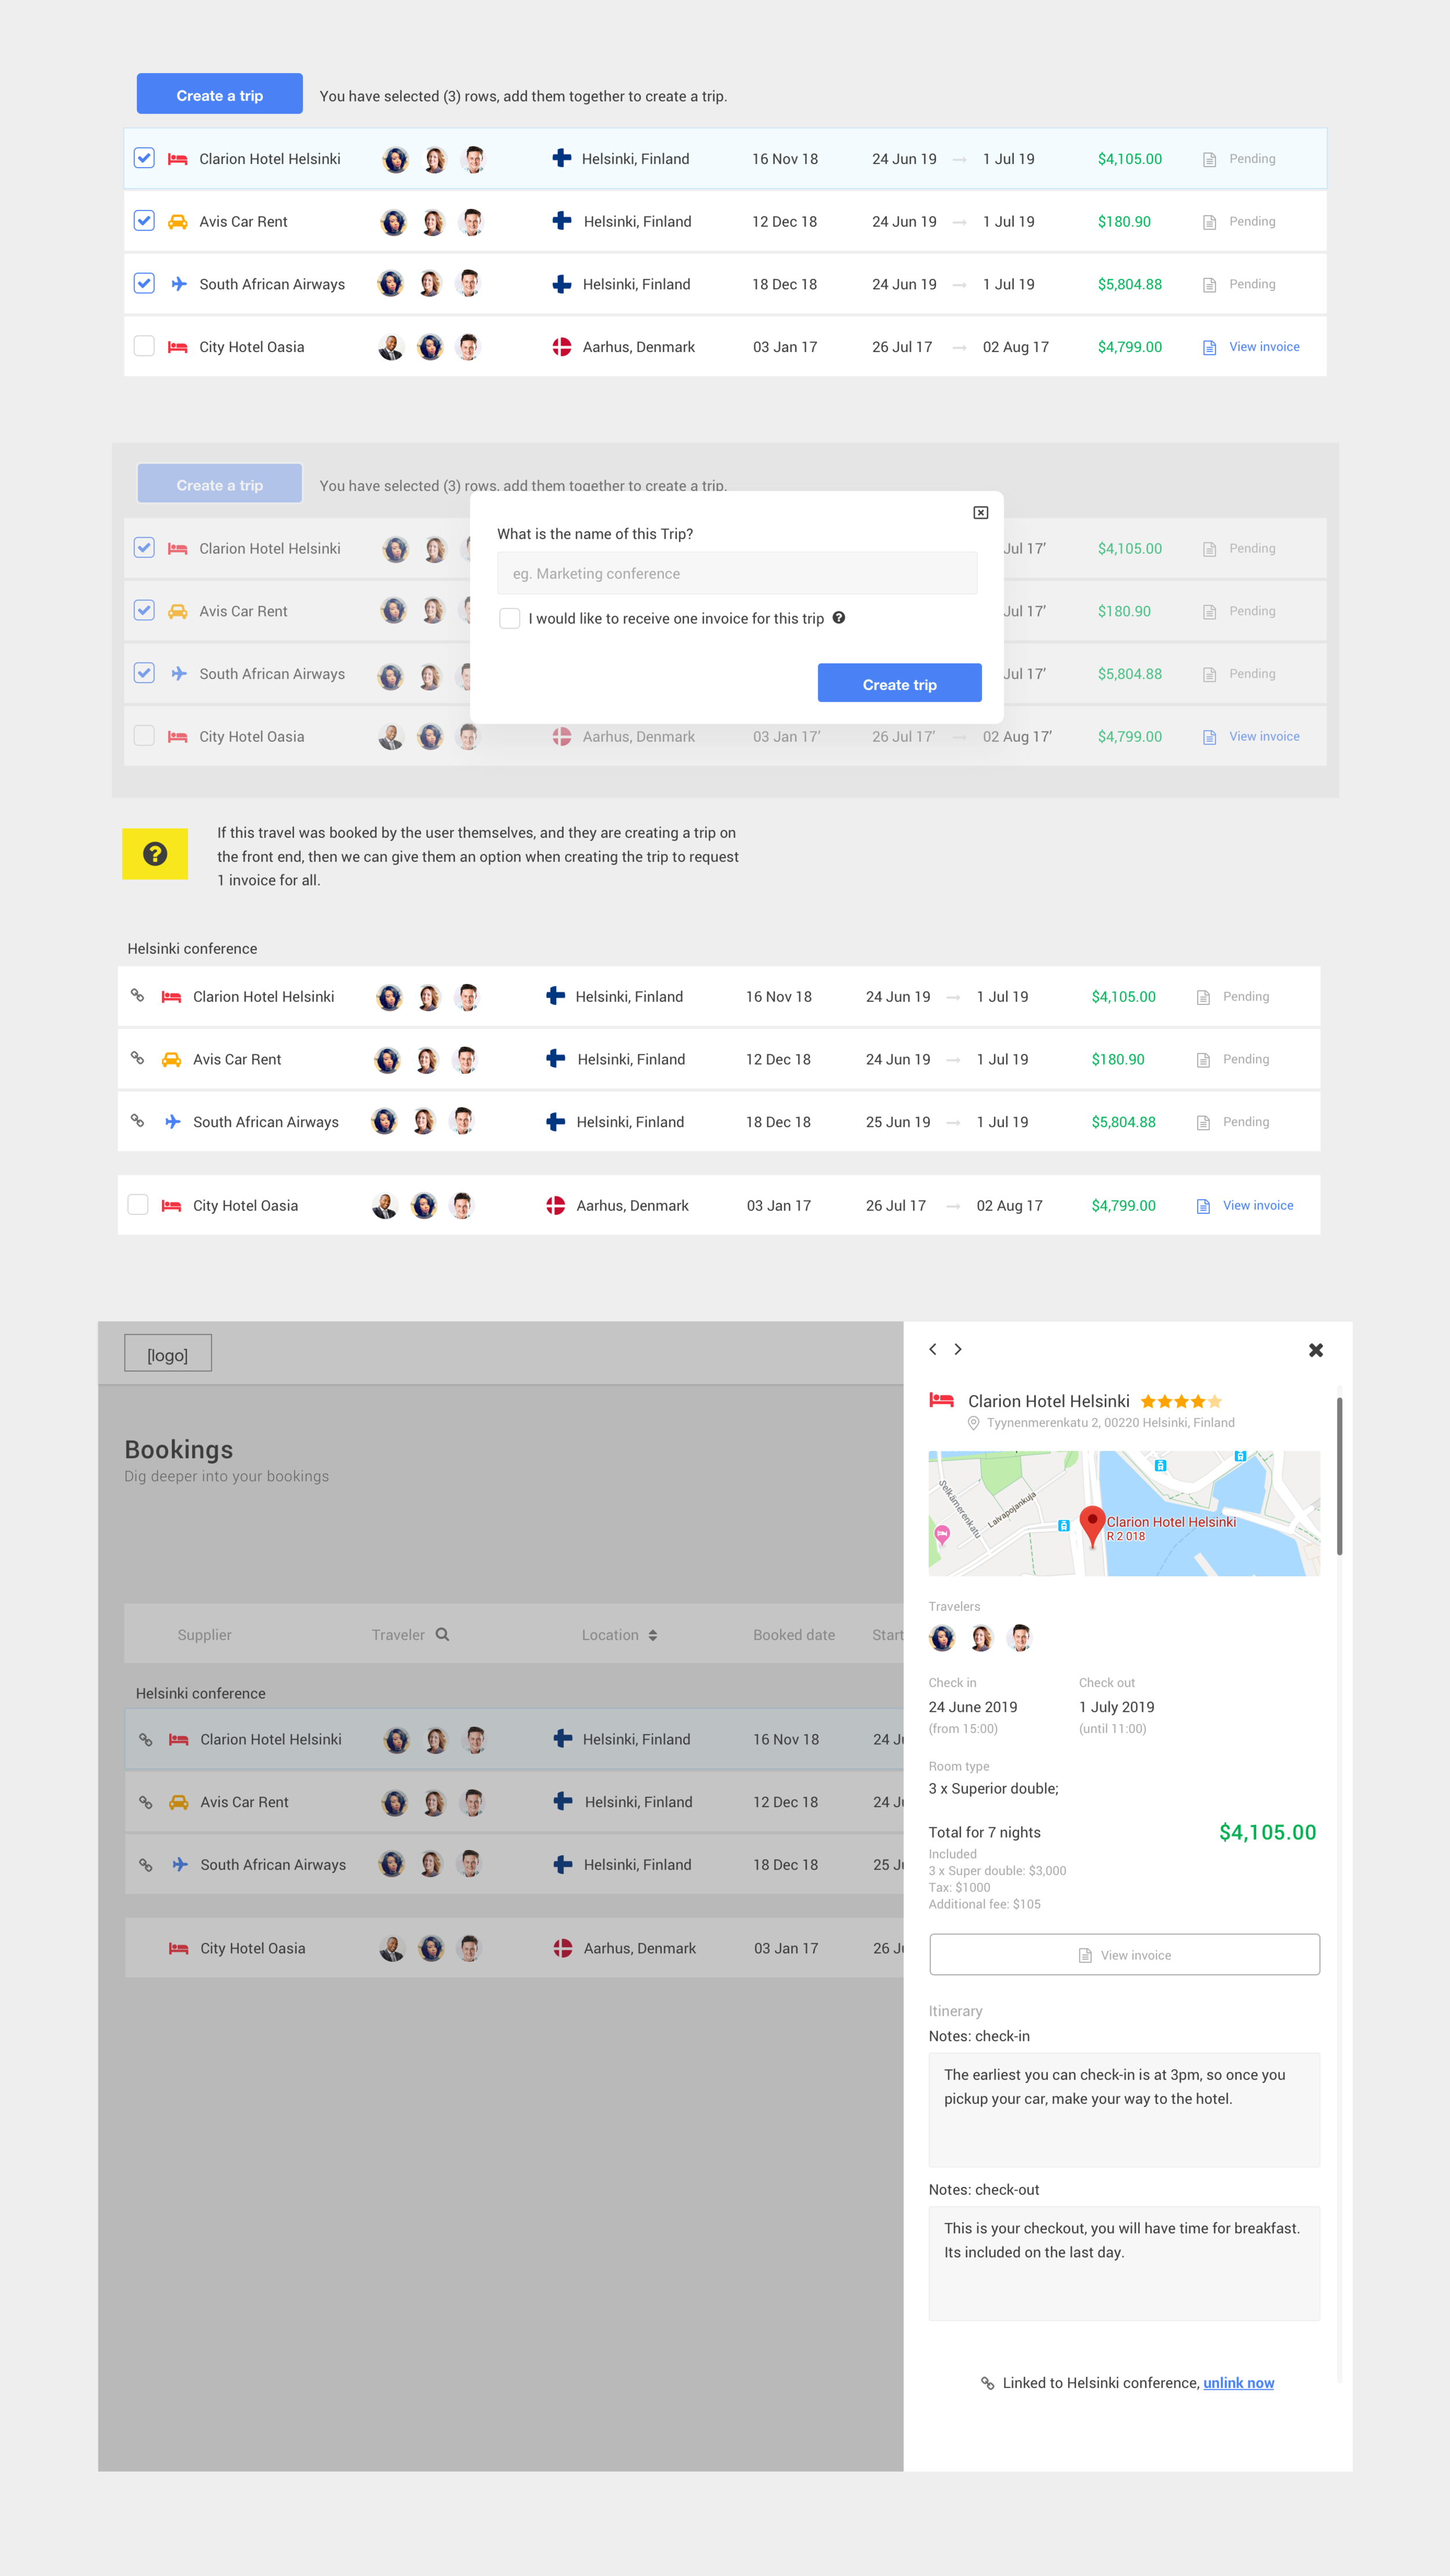 Create a trip You have selected (3) rows, add them together to create a trip.
Clarion Hotel Helsinki Helsinki, Finland 16 Nov 18 24 Jun 19 → 1 Jul 19 $4,105.00 Pending
Avis Car Rent Helsinki, Finland 12 Dec 18 24 Jun 19 → 1 Jul 19 $180.90 Pending
South African Airways Helsinki, Finland 18 Dec 18 24 Jun 19 → 1 Jul 19 $5,804.88 Pending
City Hotel Oasia Aarhus, Denmark 03 Jan 17 26 Jul 17 → 02 Aug 17 $4,799.00 View invoice
Create a trip You have selected (3) rows, add them together to create a trip.
Clarion Hotel Helsinki Jul 17’ $4,105.00 Pending
Avis Car Rent Jul 17’ $180.90 Pending
South African Airways Jul 17’ $5,804.88 Pending
City Hotel Oasia Aarhus, Denmark 03 Jan 17’ 26 Jul 17’ → 02 Aug 17’ $4,799.00 View invoice
What is the name of this Trip?
eg. Marketing conference
I would like to receive one invoice for this trip ?
Create trip
?
If this travel was booked by the user themselves, and they are creating a trip on
the front end, then we can give them an option when creating the trip to request
1 invoice for all.
Helsinki conference
Clarion Hotel Helsinki Helsinki, Finland 16 Nov 18 24 Jun 19 → 1 Jul 19 $4,105.00 Pending
Avis Car Rent Helsinki, Finland 12 Dec 18 24 Jun 19 → 1 Jul 19 $180.90 Pending
South African Airways Helsinki, Finland 18 Dec 18 25 Jun 19 → 1 Jul 19 $5,804.88 Pending
City Hotel Oasia Aarhus, Denmark 03 Jan 17 26 Jul 17 → 02 Aug 17 $4,799.00 View invoice
[logo]
Bookings
Dig deeper into your bookings
Supplier Traveler Location Booked date Start
Helsinki conference
Clarion Hotel Helsinki Helsinki, Finland 16 Nov 18 24 Ju
Avis Car Rent Helsinki, Finland 12 Dec 18 24 Ju
South African Airways Helsinki, Finland 18 Dec 18 25 Ju
City Hotel Oasia Aarhus, Denmark 03 Jan 17 26 Ju
Clarion Hotel Helsinki
Tyynenmerenkatu 2, 00220 Helsinki, Finland
Selkämerenkatu
Laivapojankuja
Clarion Hotel Helsinki
R 2 018
Travelers
Check in Check out
24 June 2019 1 July 2019
(from 15:00) (until 11:00)
Room type
3 x Superior double;
Total for 7 nights $4,105.00
Included
3 x Super double: $3,000
Tax: $1000
Additional fee: $105
View invoice
Itinerary
Notes: check-in
The earliest you can check-in is at 3pm, so once you
pickup your car, make your way to the hotel.
Notes: check-out
This is your checkout, you will have time for breakfast.
Its included on the last day.
Linked to Helsinki conference, unlink now